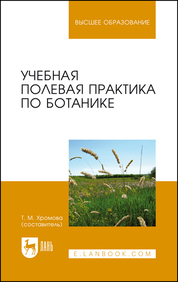 ВЫСШЕЕ ОБРАЗОВАНИЕ
УЧЕБНАЯ
ПОЛЕВАЯ ПРАКТИКА
ПО БОТАНИКЕ
Т. М. Хромова
(составитель)
ЛАНЬ
E.LANBOOK.COM